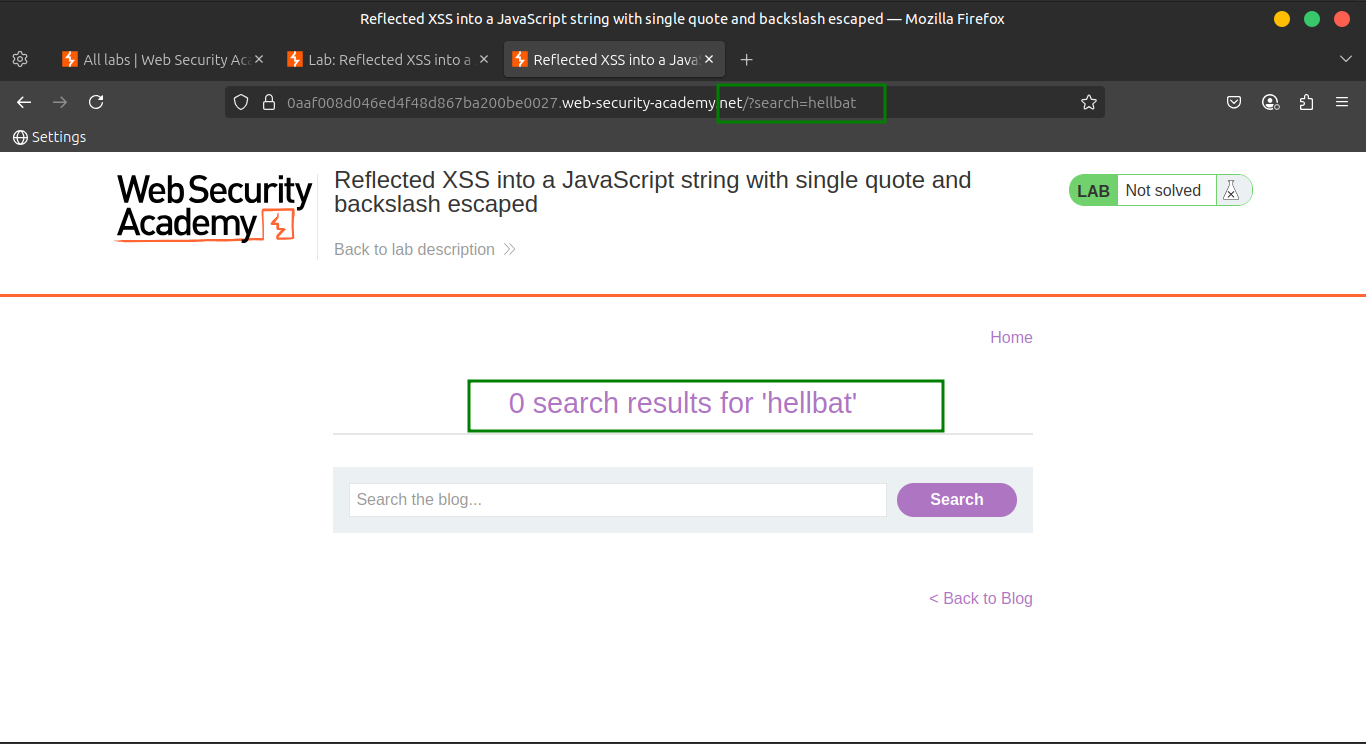 Reflected XSS into a JavaScript string with single quote and backslash escaped — Mozilla Firefox
All labs | Web Security Ac
Lab: Reflected XSS into a
Reflected XSS into a Java
0aaf008d046ed4f48d867ba200be0027.web-security-academy.net/?search=hellbat
Settings
Web Security
Academy
Reflected XSS into a JavaScript string with single quote and
backslash escaped
LAB Not solved
Back to lab description
Home
0 search results for 'hellbat'
Search the blog...
Search
< Back to Blog